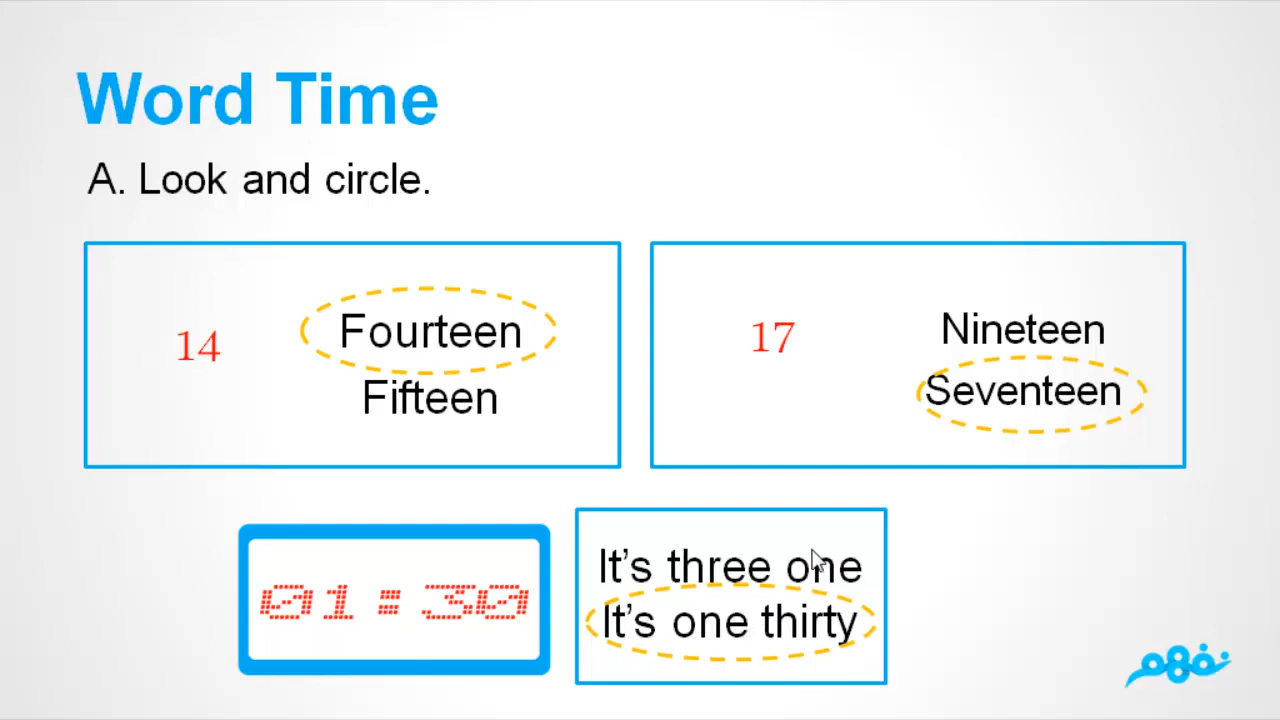 Word Time
A. Look and circle.
14
Fourteen
Fifteen
17
Nineteen
Seventeen
01:30
It's three one
It's one thirty
نفهم